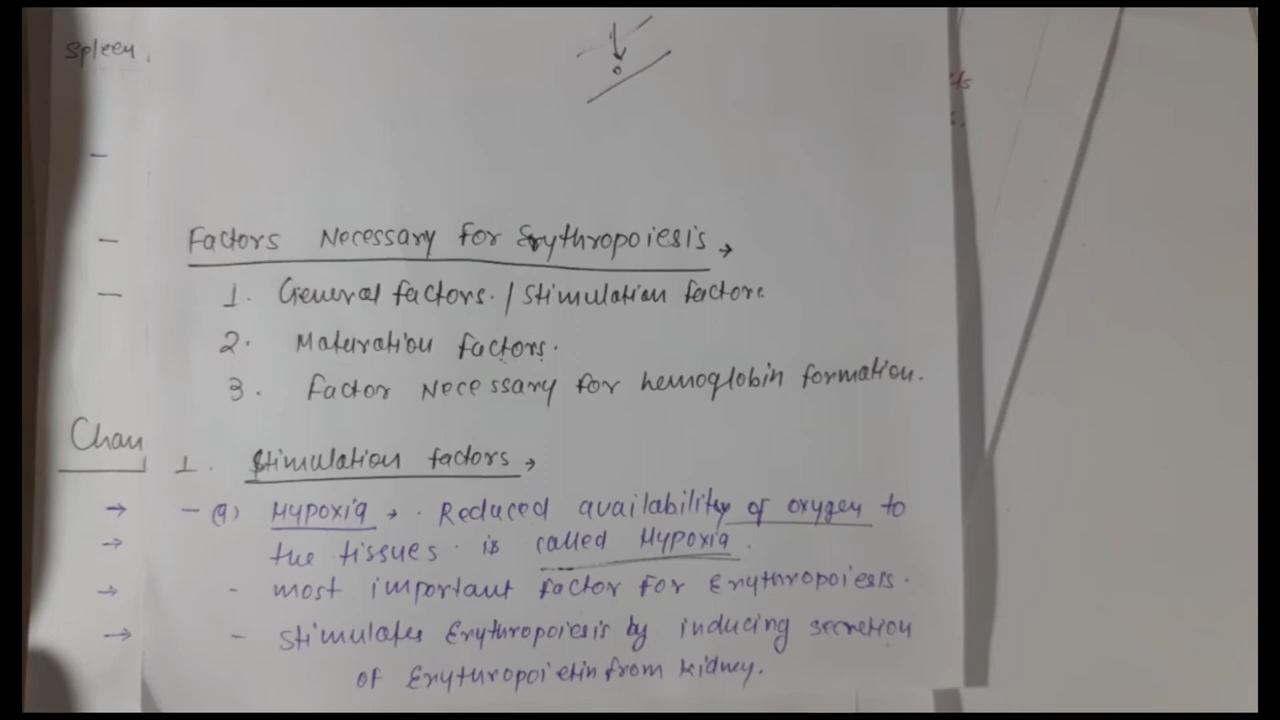 Spleen.
Factors Necessary for Erythropoiesis →
1. General factors. / Stimulation factors
2. Maturation factors.
3. Factor Necessary for hemoglobin formation.
Chan
1. Stimulation factors →
→ - (a) Hypoxia → . Reduced availability of oxygen to
→ the tissues is called Hypoxia.
→ - most important factor for Erythropoiesis.
→ - stimulates Erythropoiesis by inducing secretion
of Erythropoietin from kidney.